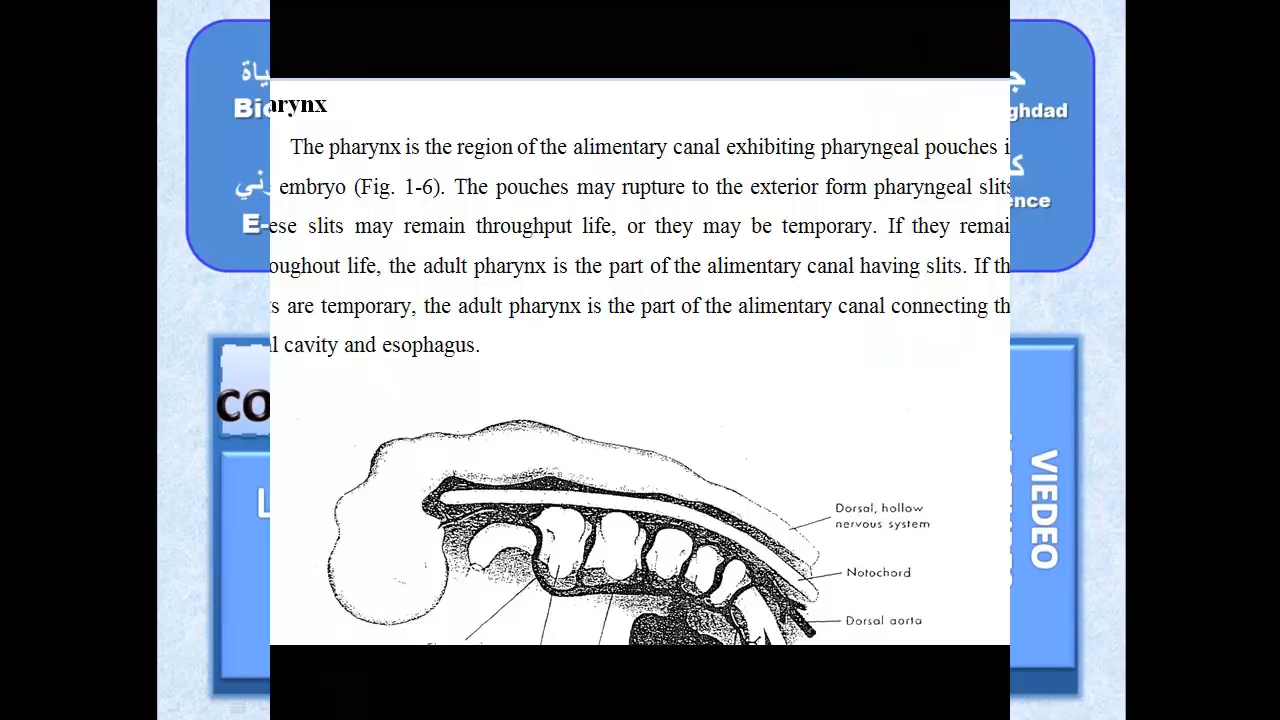 ياة
Bio
رني
E-
ghdad
ence
arynx
The pharynx is the region of the alimentary canal exhibiting pharyngeal pouches i
embryo (Fig. 1-6). The pouches may rupture to the exterior form pharyngeal slits
ese slits may remain throughput life, or they may be temporary. If they remai
oughout life, the adult pharynx is the part of the alimentary canal having slits. If th
s are temporary, the adult pharynx is the part of the alimentary canal connecting th
l cavity and esophagus.
CO
L
VIEDEO
Dorsal, hollow
nervous system
Notochord
Dorsal aorta